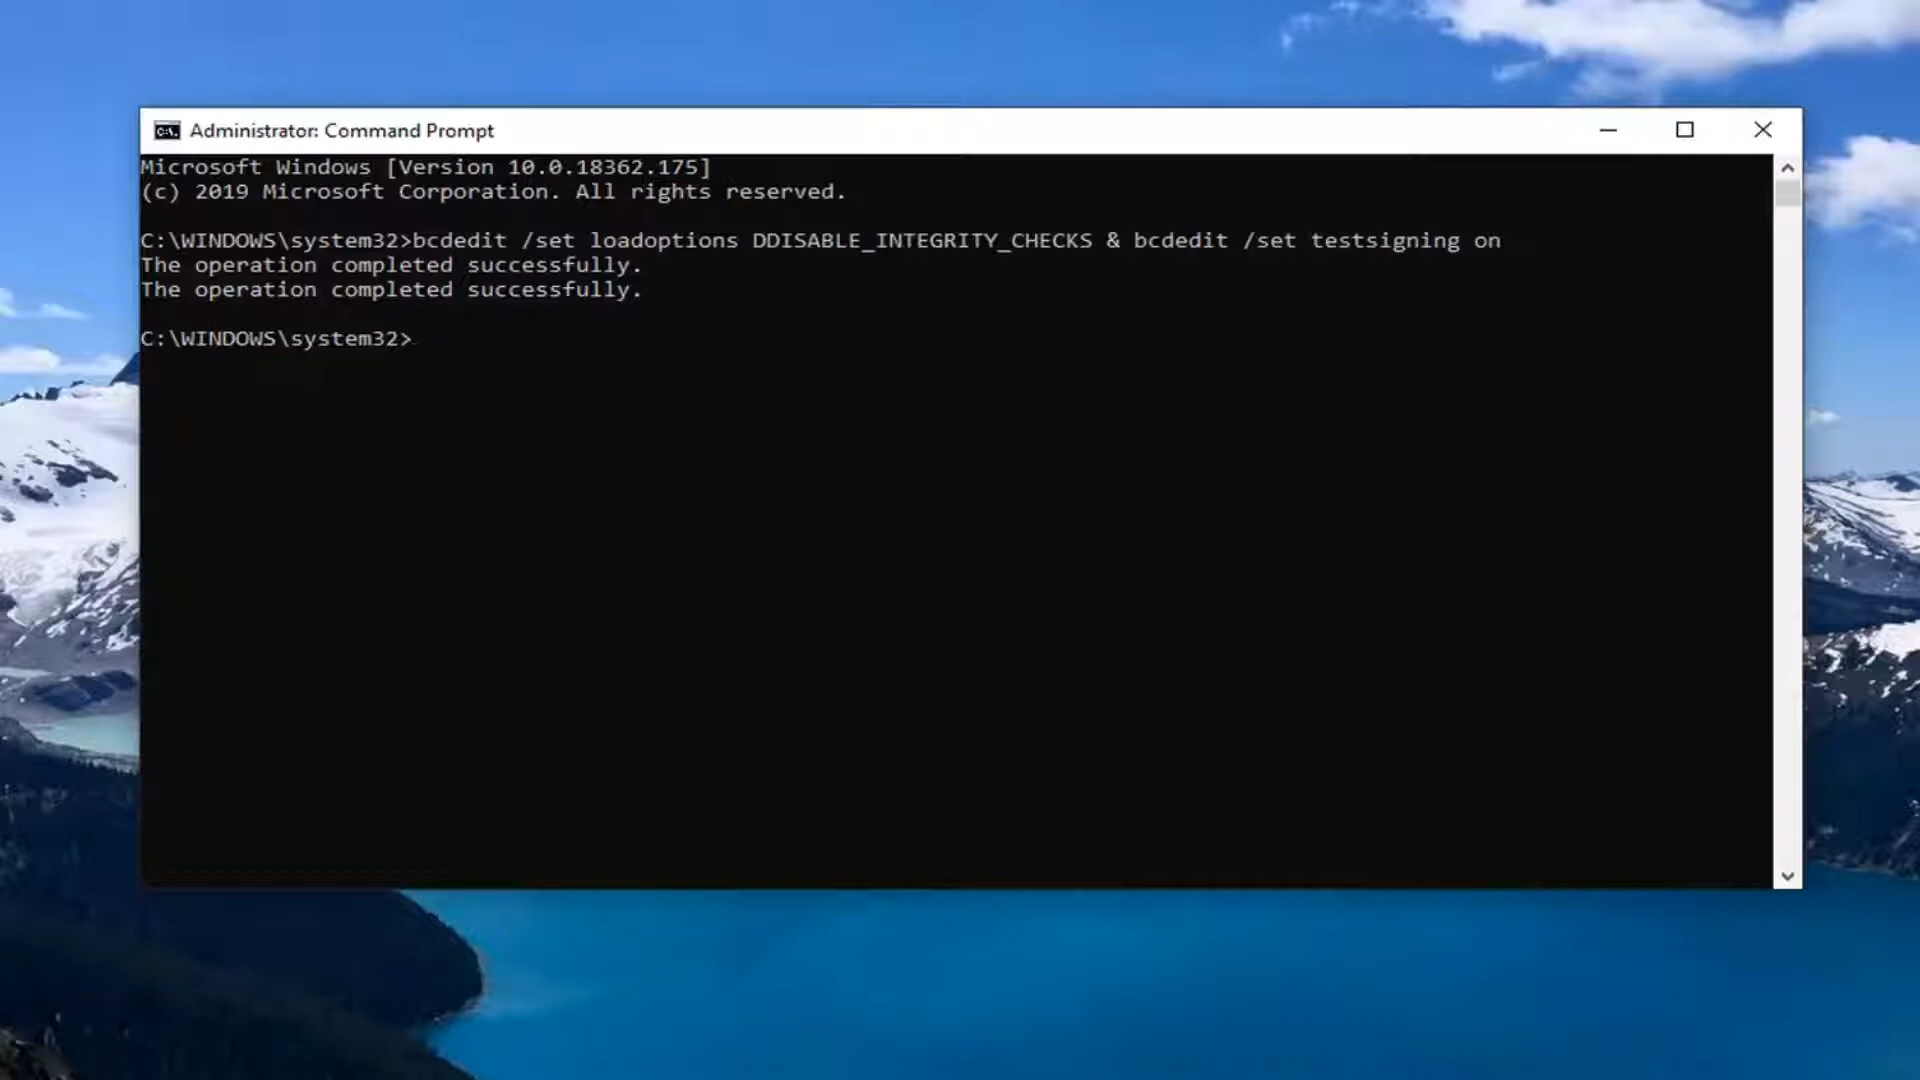 Administrator: Command Prompt
Microsoft Windows [Version 10.0.18362.175]
(c) 2019 Microsoft Corporation. All rights reserved.
C:\WINDOWS\system32>bcdedit /set loadoptions DDISABLE_INTEGRITY_CHECKS & bcdedit /set testsigning on
The operation completed successfully.
The operation completed successfully.
C:\WINDOWS\system32>